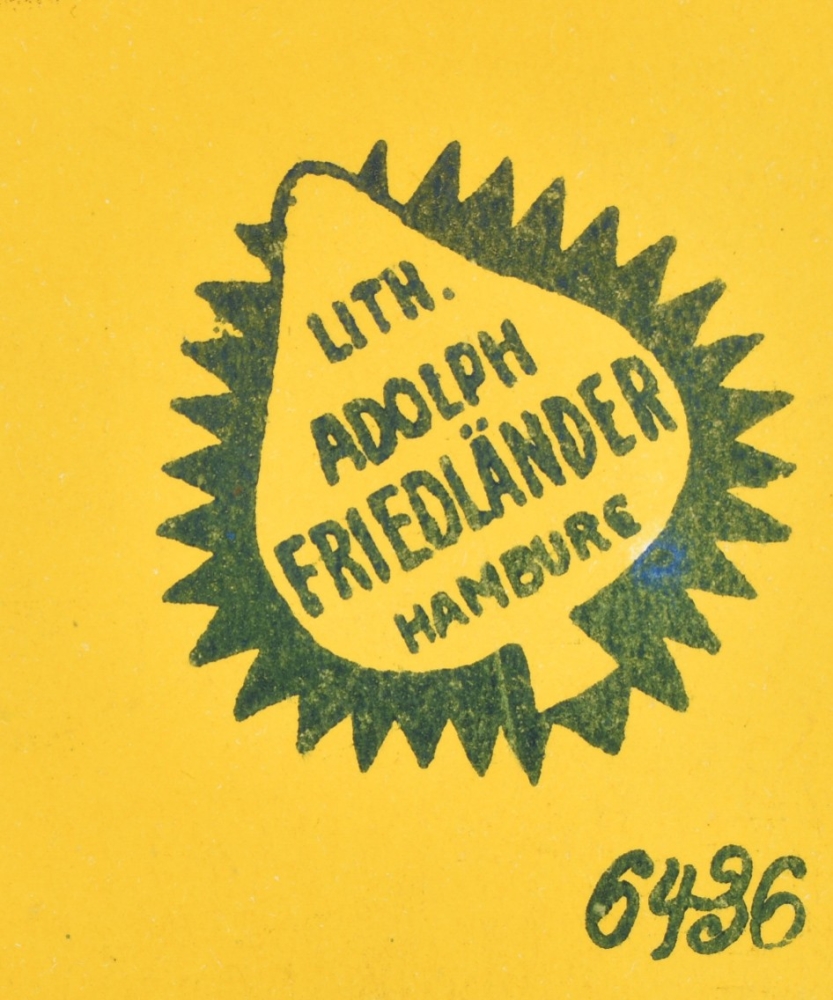 LITH.
ADOLPH
FRIEDLÄNDER
HAMBURG
6436